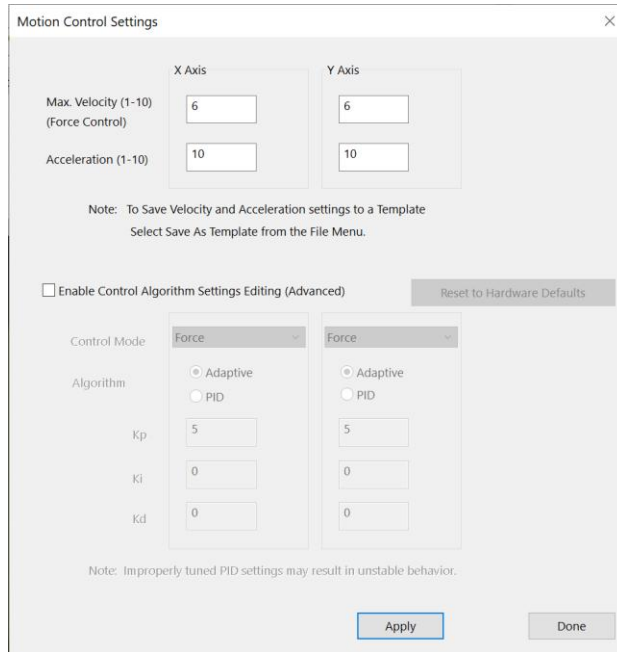 Motion Control Settings
X Axis Y Axis
Max. Velocity (1-10) 6 6
(Force Control)
Acceleration (1-10) 10 10
Note: To Save Velocity and Acceleration settings to a Template
Select Save As Template from the File Menu.
Enable Control Algorithm Settings Editing (Advanced) Reset to Hardware Defaults
Control Mode Force Force
Algorithm Adaptive Adaptive
PID PID
Kp 5 5
Ki 0 0
Kd 0 0
Note: Improperly tuned PID settings may result in unstable behavior.
Apply Done